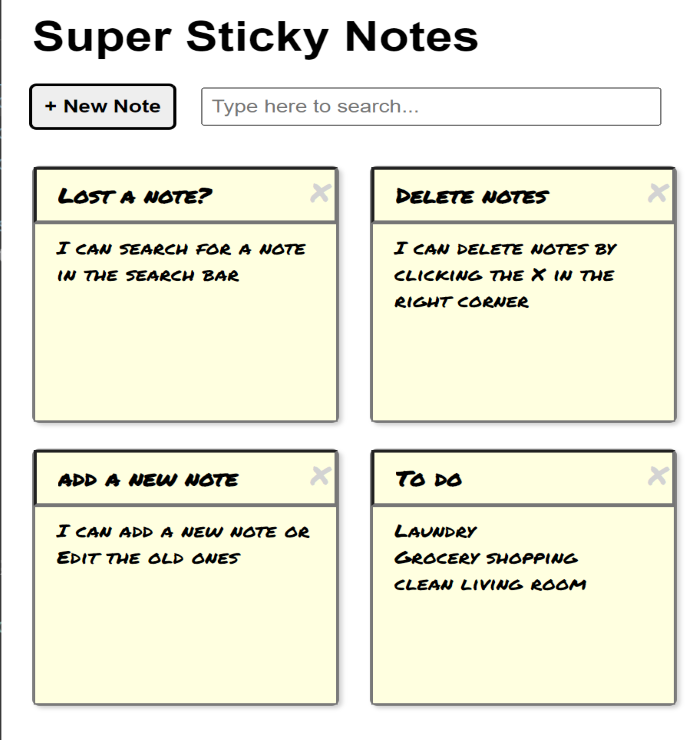 Super Sticky Notes
+ New Note
Type here to search...
Lost a note?
I can search for a note
in the search bar
Delete notes
I can delete notes by
clicking the X in the
right corner
add a new note
I can add a new note or
Edit the old ones
To do
Laundry
Grocery shopping
clean living room